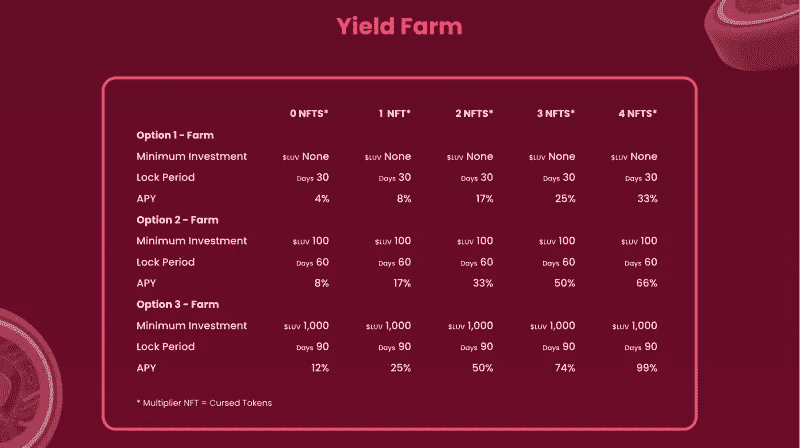 Yield Farm
0 NFTS* 1 NFT* 2 NFTS* 3 NFTS* 4 NFTS*
Option 1 - Farm
Minimum Investment $LUV None $LUV None $LUV None $LUV None $LUV None
Lock Period Days 30 Days 30 Days 30 Days 30 Days 30
APY 4% 8% 17% 25% 33%
Option 2 - Farm
Minimum Investment $LUV 100 $LUV 100 $LUV 100 $LUV 100 $LUV 100
Lock Period Days 60 Days 60 Days 60 Days 60 Days 60
APY 8% 17% 33% 50% 66%
Option 3 - Farm
Minimum Investment $LUV 1,000 $LUV 1,000 $LUV 1,000 $LUV 1,000 $LUV 1,000
Lock Period Days 90 Days 90 Days 90 Days 90 Days 90
APY 12% 25% 50% 74% 99%
* Multiplier NFT = Cursed Tokens